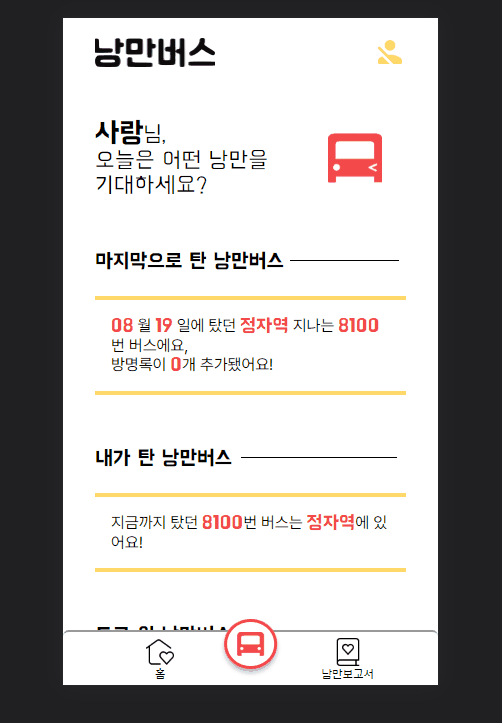 낭만버스
사랑님,
오늘은 어떤 낭만을
기대하세요?
마지막으로 탄 낭만버스
08 월 19 일에 탔던 정자역 지나는 8100
번 버스에요,
방명록이 0개 추가됐어요!
내가 탄 낭만버스
지금까지 탔던 8100번 버스는 정자역에 있
어요!
홈
낭만보고서